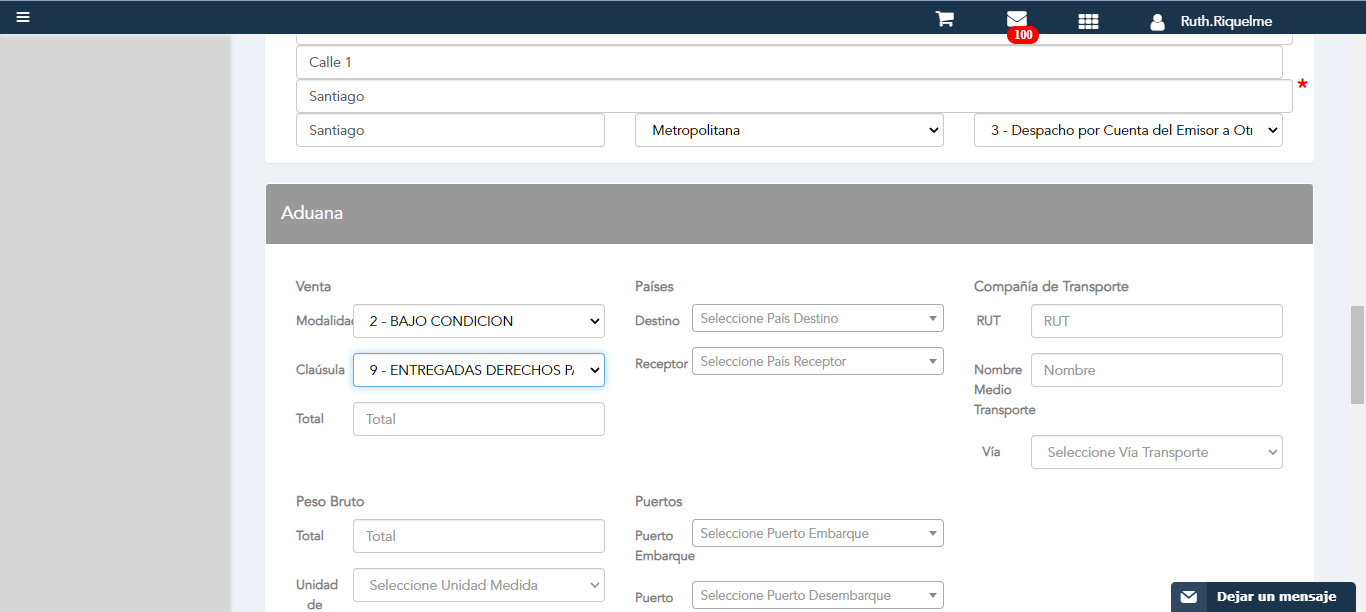 100
Ruth.Riquelme
Calle 1
Santiago
*
Santiago
Metropolitana
3 - Despacho por Cuenta del Emisor a Ot
Aduana
Venta
Modalidad
2 - BAJO CONDICION
Claúsula
9 - ENTREGADAS DERECHOS PA
Total
Total
Países
Destino
Seleccione País Destino
Receptor
Seleccione País Receptor
Compañía de Transporte
RUT
RUT
Nombre
Medio
Transporte
Nombre
Vía
Seleccione Vía Transporte
Peso Bruto
Total
Total
Unidad
de
Seleccione Unidad Medida
Puertos
Puerto
Embarque
Seleccione Puerto Embarque
Puerto
Seleccione Puerto Desembarque
Dejar un mensaje